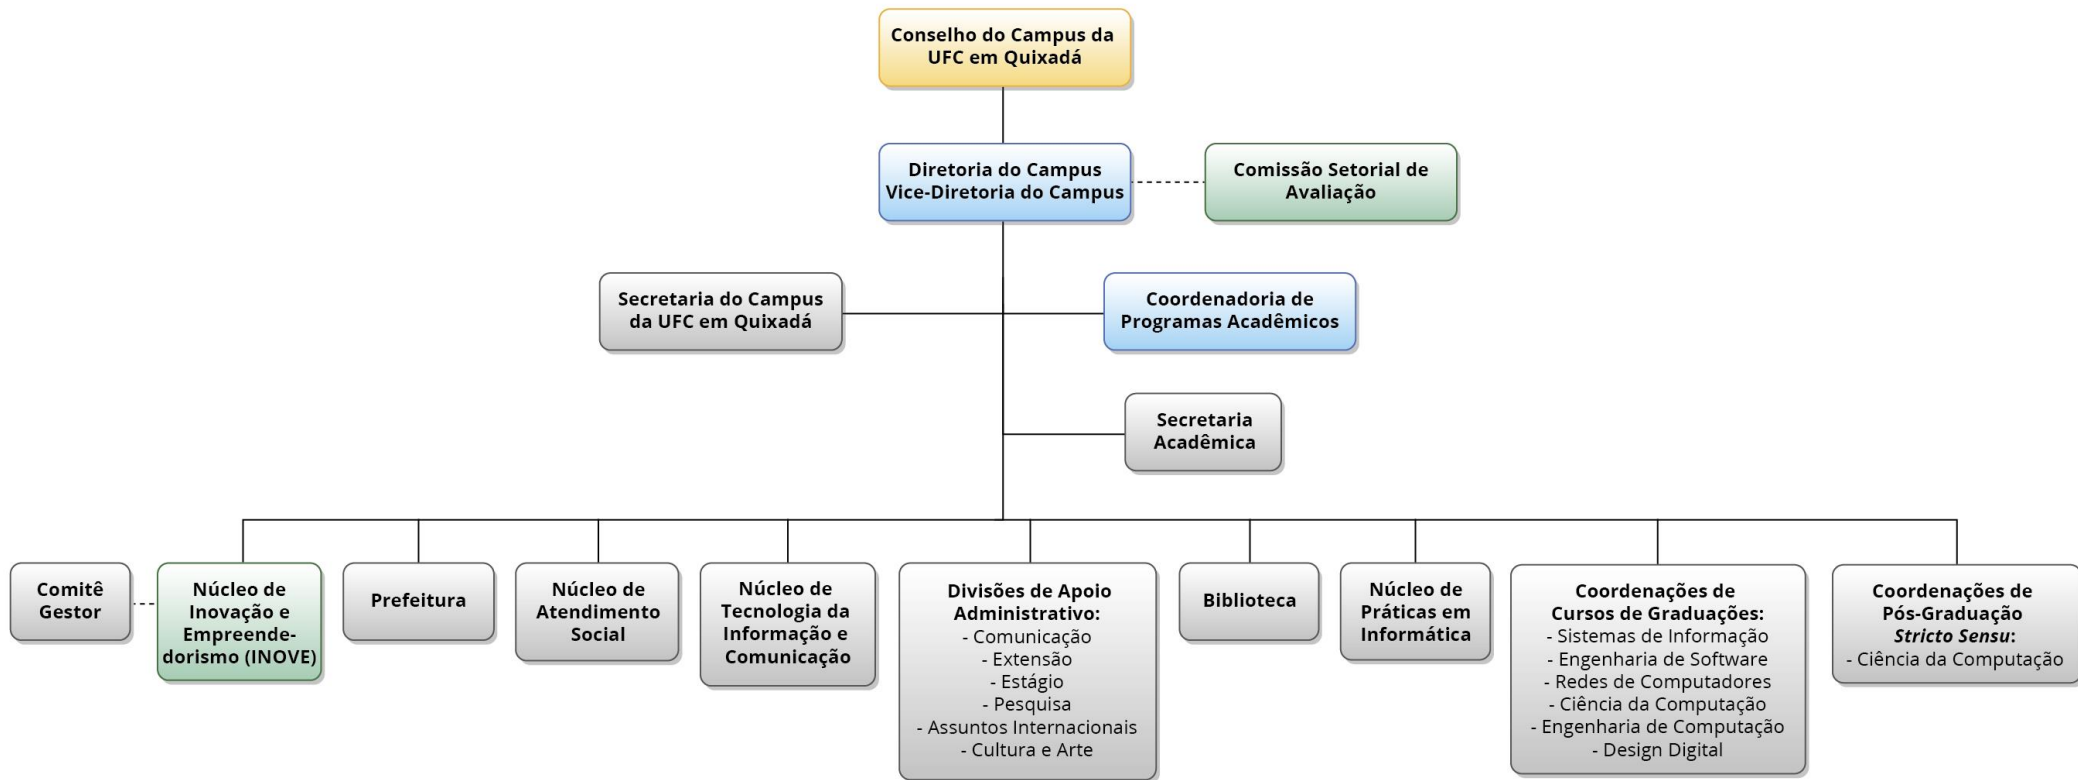 Conselho do Campus da
UFC em Quixadá
Diretoria do Campus
Vice-Diretoria do Campus
Comissão Setorial de
Avaliação
Secretaria do Campus
da UFC em Quixadá
Coordenadoria de
Programas Acadêmicos
Secretaria
Acadêmica
Comitê
Gestor
Núcleo de
Inovação e
Empreende-
dorismo (INOVE)
Prefeitura
Núcleo de
Atendimento
Social
Núcleo de
Tecnologia da
Informação e
Comunicação
Divisões de Apoio
Administrativo:
- Comunicação
- Extensão
- Estágio
- Pesquisa
- Assuntos Internacionais
- Cultura e Arte
Biblioteca
Núcleo de
Práticas em
Informática
Coordenações de
Cursos de Graduações:
- Sistemas de Informação
- Engenharia de Software
- Redes de Computadores
- Ciência da Computação
- Engenharia de Computação
- Design Digital
Coordenações de
Pós-Graduação
Stricto Sensu:
- Ciência da Computação